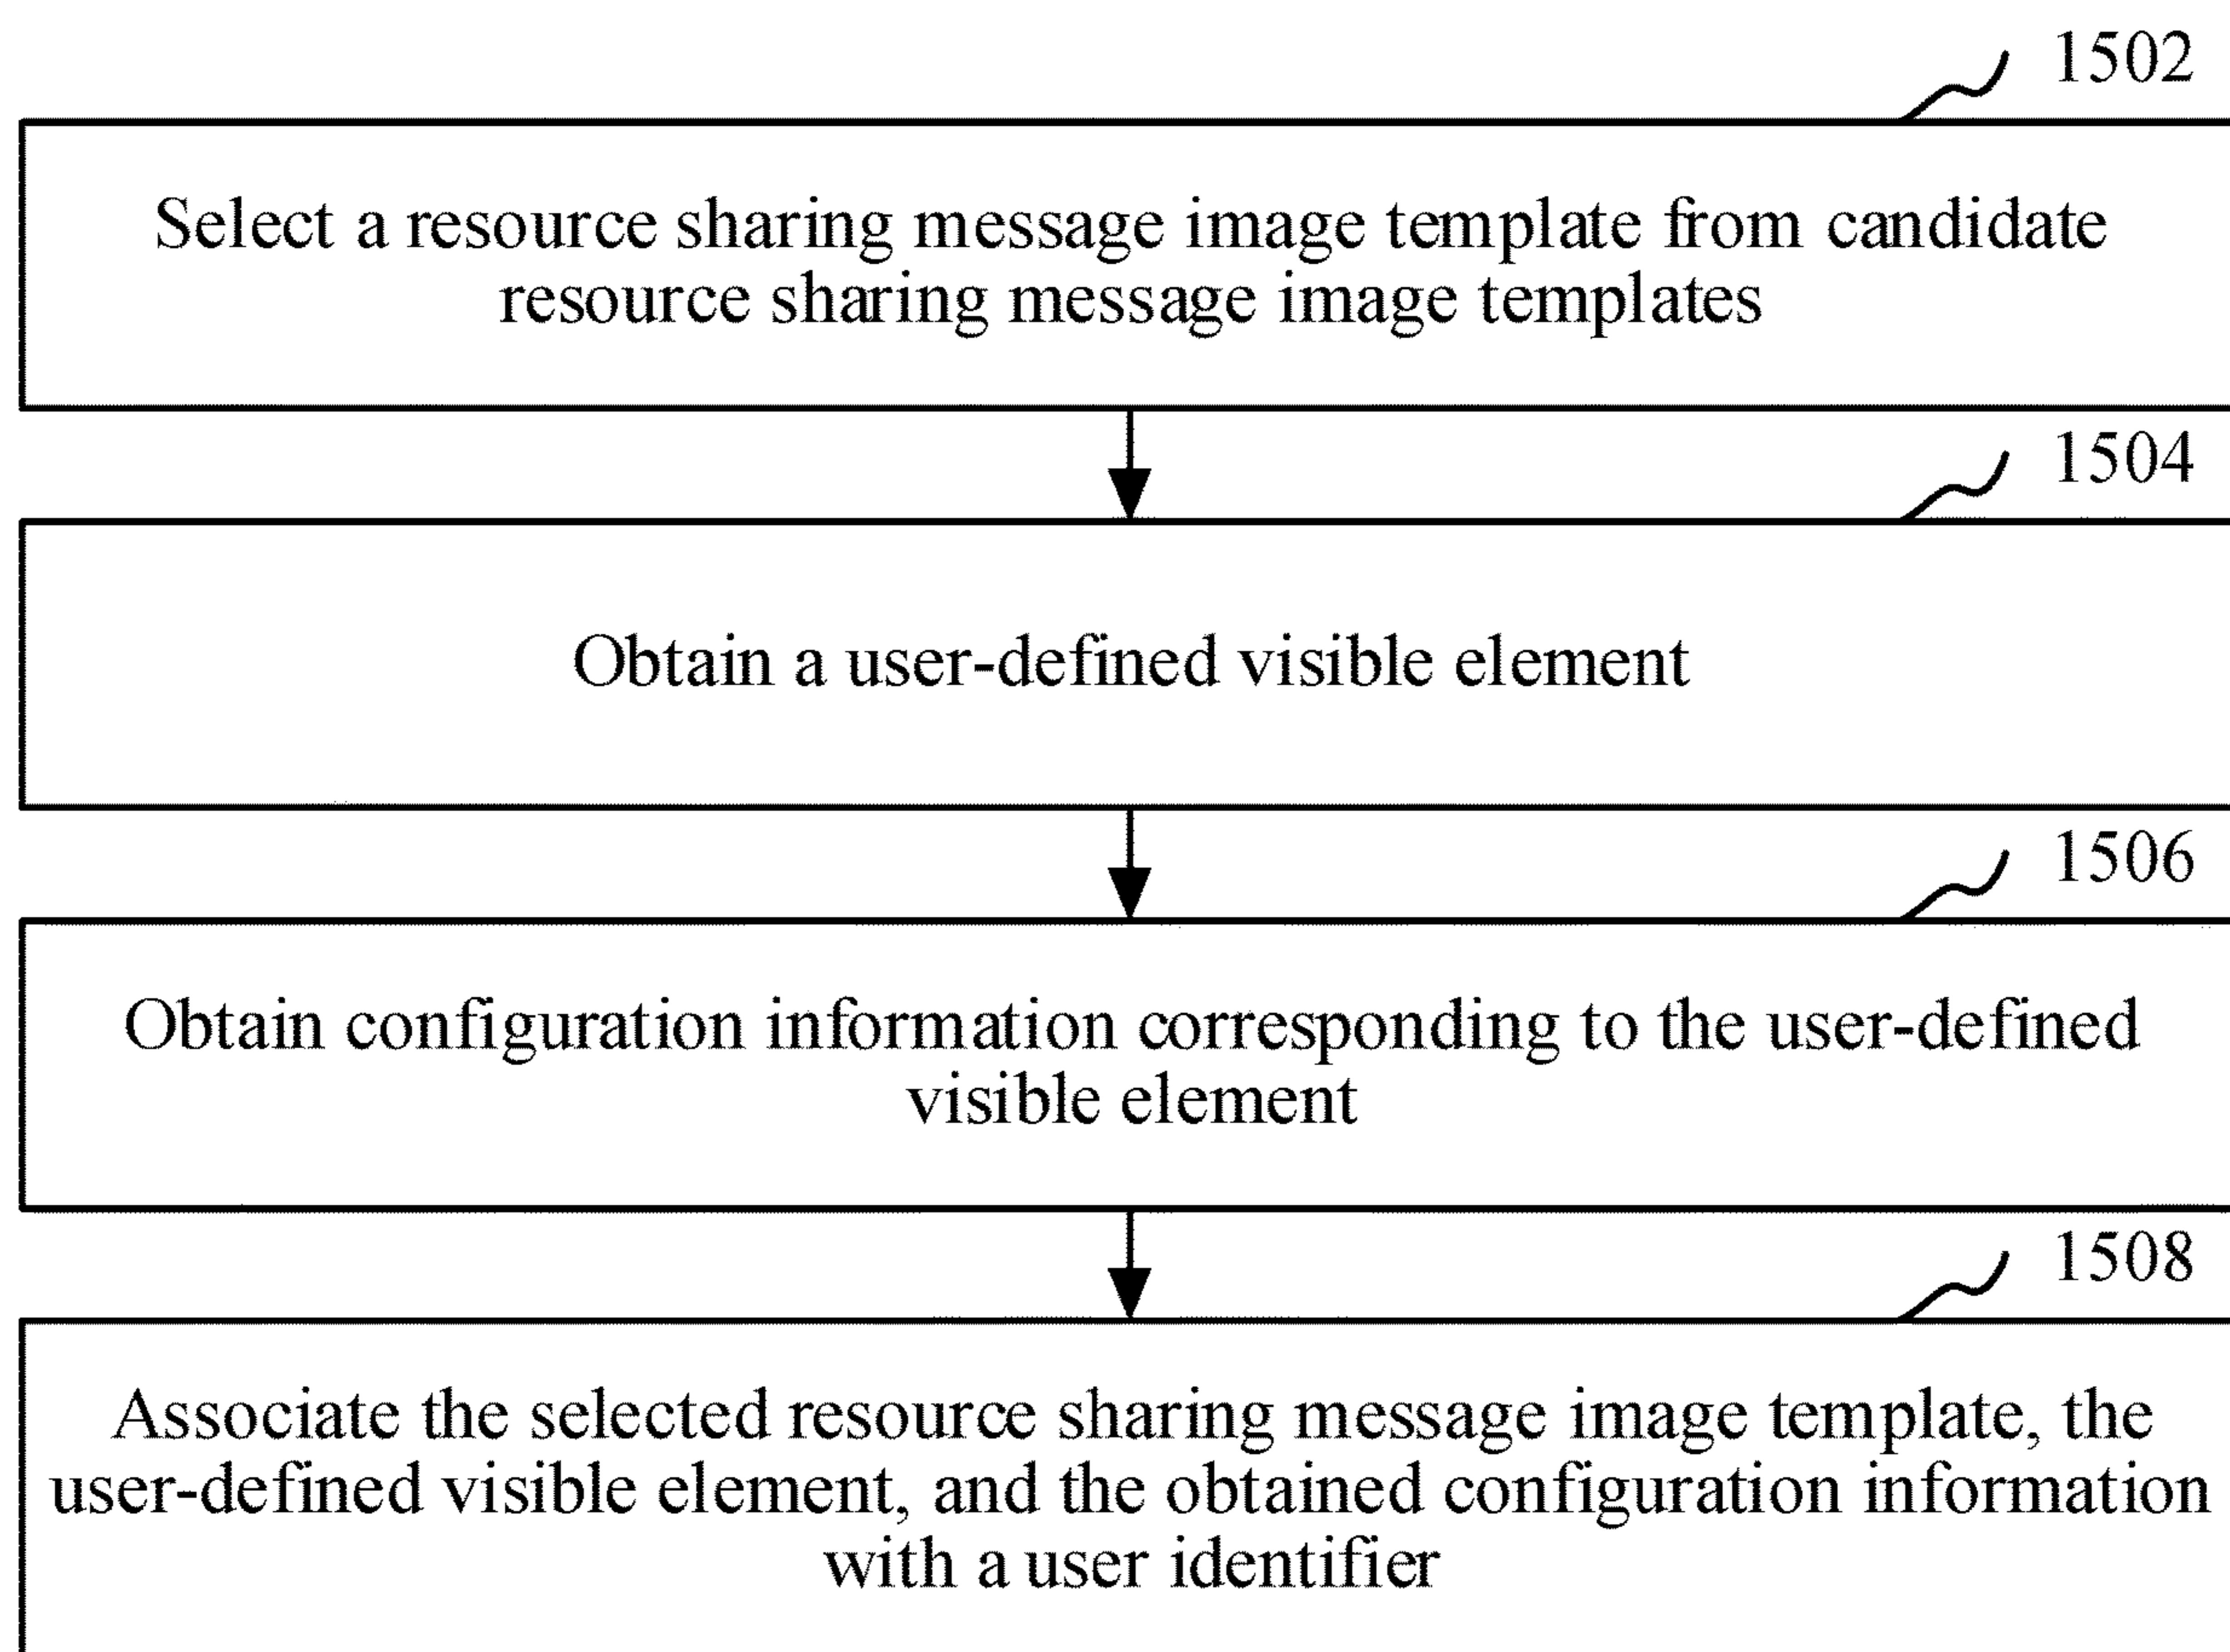 1502
Select a resource sharing message image template from candidate
resource sharing message image templates
1504
Obtain a user-defined visible element
1506
Obtain configuration information corresponding to the user-defined
visible element
1508
Associate the selected resource sharing message image template, the
user-defined visible element, and the obtained configuration information
with a user identifier